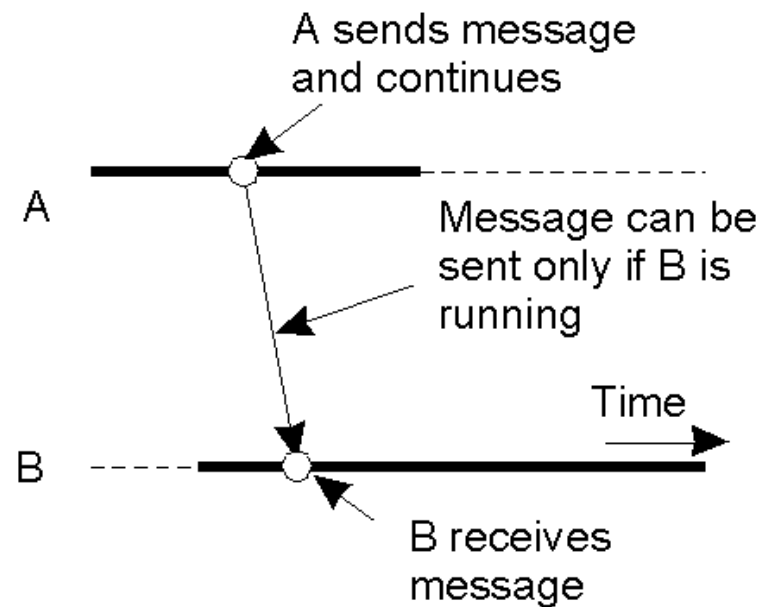 A sends message
and continues
A
Message can be
sent only if B is
running
Time
B
B receives
message